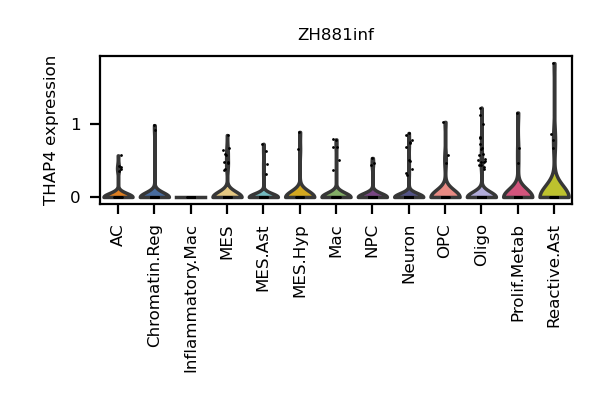 ZH881inf
THAP4 expression
1
0
AC
Chromatin.Reg
Inflammatory.Mac
MES
MES.Ast
MES.Hyp
Mac
NPC
Neuron
OPC
Oligo
Prolif.Metab
Reactive.Ast